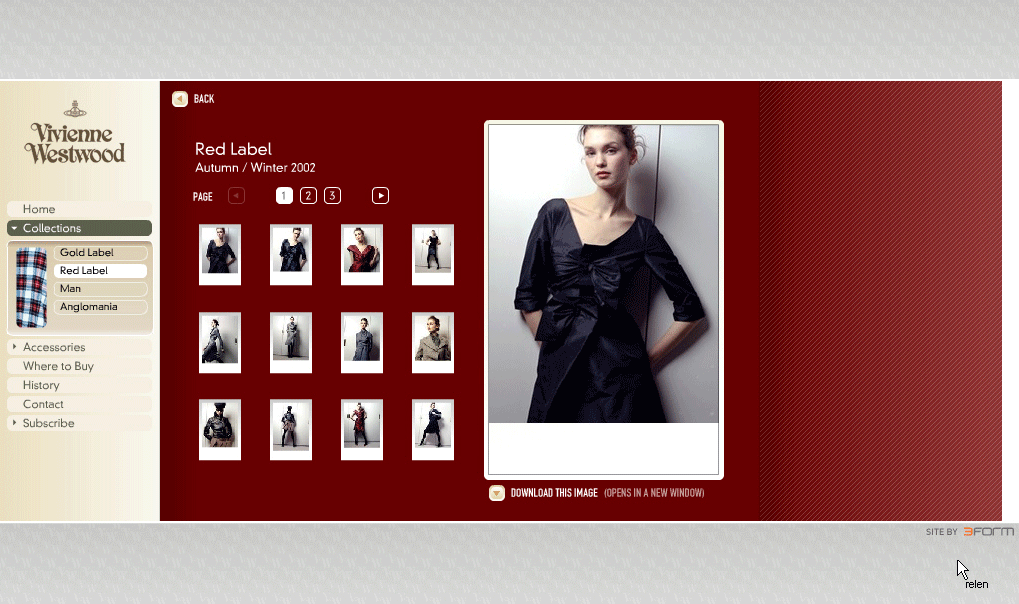 Vivienne
Westwood
Home
Collections
Gold Label
Red Label
Man
Anglomania
Accessories
Where to Buy
History
Contact
Subscribe
BACK
Red Label
Autumn / Winter 2002
PAGE 1 2 3
DOWNLOAD THIS IMAGE (OPENS IN A NEW WINDOW)
SITE BY 3FORM
relen